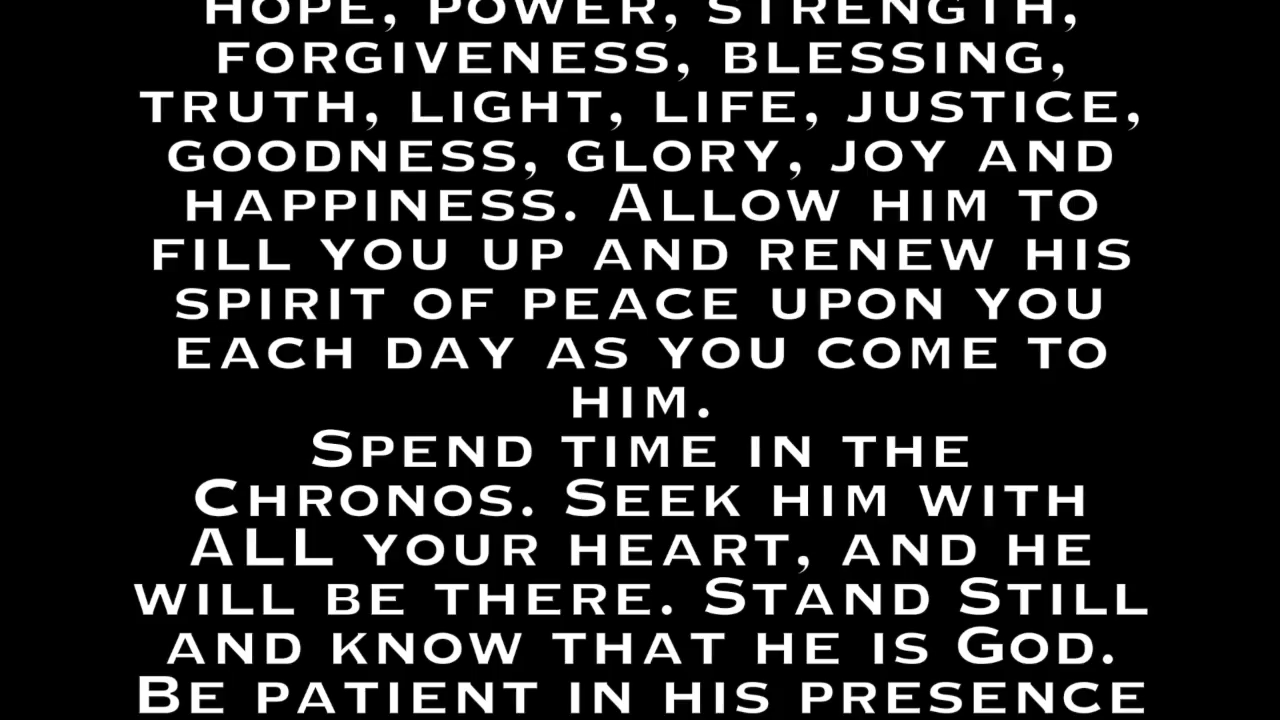 HOPE, POWER, STRENGTH,
FORGIVENESS, BLESSING,
TRUTH, LIGHT, LIFE, JUSTICE,
GOODNESS, GLORY, JOY AND
HAPPINESS. ALLOW HIM TO
FILL YOU UP AND RENEW HIS
SPIRIT OF PEACE UPON YOU
EACH DAY AS YOU COME TO
HIM.
SPEND TIME IN THE
CHRONOS. SEEK HIM WITH
ALL YOUR HEART, AND HE
WILL BE THERE. STAND STILL
AND KNOW THAT HE IS GOD.
BE PATIENT IN HIS PRESENCE